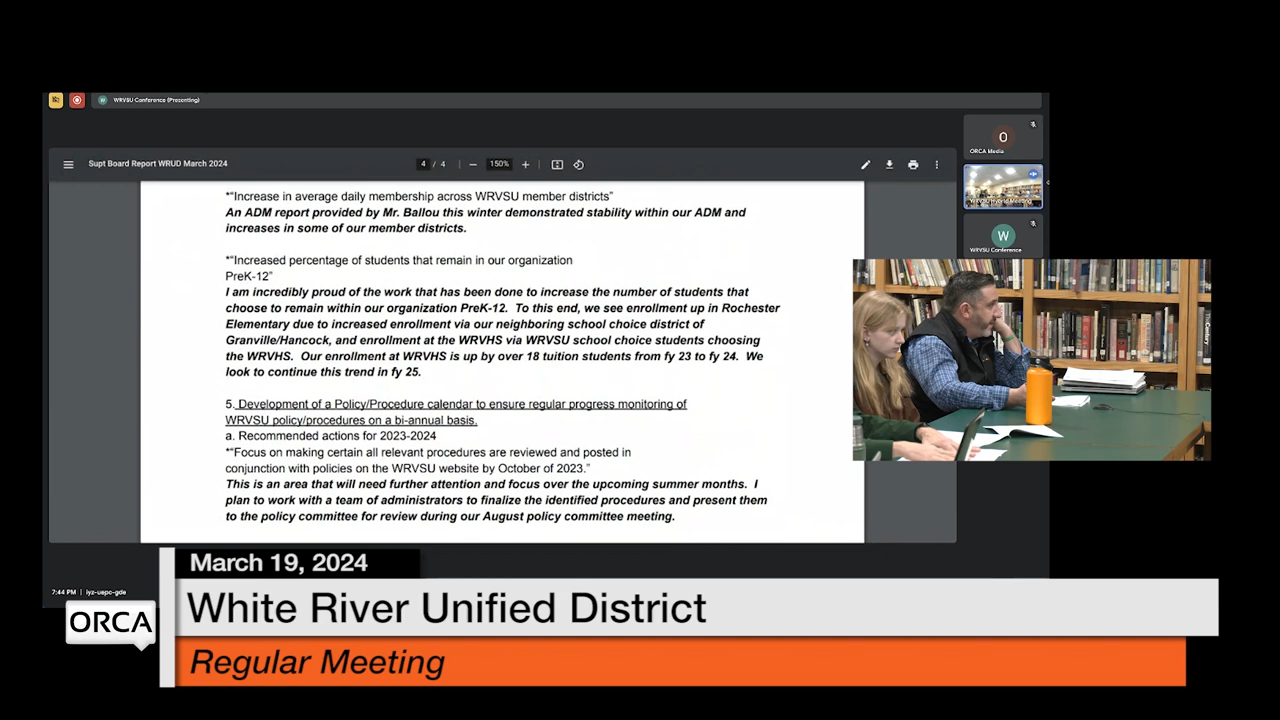 WRVSU Conference (Presenting)
Supt Board Report WRUD March 2024
4 / 4
150%
O
ORCA Media
WRVSU Hybrid Meeting
W
WRVSU Conference
*“Increase in average daily membership across WRVSU member districts”
An ADM report provided by Mr. Ballou this winter demonstrated stability within our ADM and
increases in some of our member districts.
*“Increased percentage of students that remain in our organization
PreK-12”
I am incredibly proud of the work that has been done to increase the number of students that
choose to remain within our organization PreK-12. To this end, we see enrollment up in Rochester
Elementary due to increased enrollment via our neighboring school choice district of
Granville/Hancock, and enrollment at the WRVHS via WRVSU school choice students choosing
the WRVHS. Our enrollment at WRVHS is up by over 18 tuition students from fy 23 to fy 24. We
look to continue this trend in fy 25.
5. Development of a Policy/Procedure calendar to ensure regular progress monitoring of
WRVSU policy/procedures on a bi-annual basis.
a. Recommended actions for 2023-2024
*“Focus on making certain all relevant procedures are reviewed and posted in
conjunction with policies on the WRVSU website by October of 2023.”
This is an area that will need further attention and focus over the upcoming summer months. I
plan to work with a team of administrators to finalize the identified procedures and present them
to the policy committee for review during our August policy committee meeting.
7:44 PM | iyz-uepc-gde
March 19, 2024
ORCA
White River Unified District
Regular Meeting